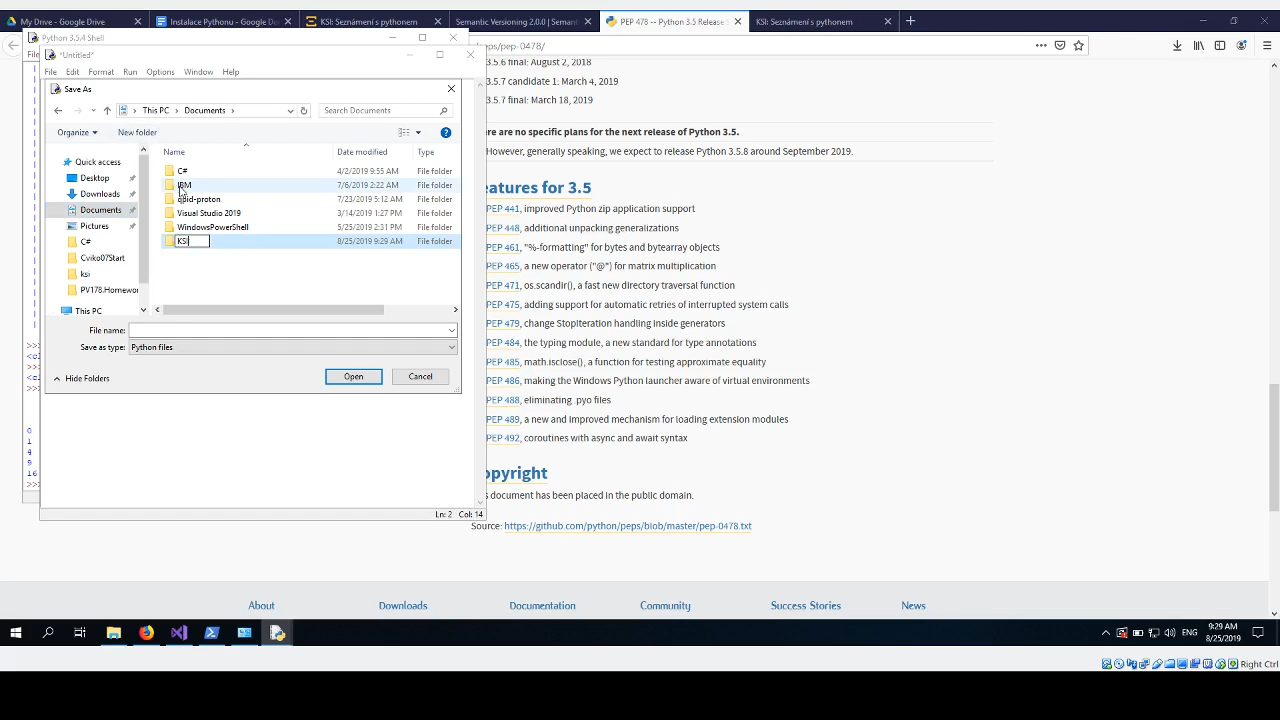 My Drive - Google Drive
Instalace Pythonu - Google Do
KSI: Seznámení s pythonem
Semantic Versioning 2.0.0 | Seman
PEP 478 -- Python 3.5 Release
KSI: Seznámení s pythonem
Python 3.5.4 Shell
eps/pep-0478/
*Untitled*
File Edit Format Run Options Window Help
Save As
This PC Documents
Search Documents
Organize New folder
Name Date modified Type
Quick access
Desktop
Downloads
Documents
Pictures
C#
Cviko07Start
ksi
PV178.Homewor
This PC
C# 4/2/2019 9:55 AM File folder
IBM 7/6/2019 2:22 AM File folder
qpid-proton 7/23/2019 5:12 AM File folder
Visual Studio 2019 3/14/2019 1:27 PM File folder
WindowsPowerShell 5/25/2019 2:31 PM File folder
KSI 8/25/2019 9:29 AM File folder
File name:
Save as type: Python files
Hide Folders
Open Cancel
>>>
<cl
>>>
<cl
>>>
>>>
0
1
4
9
16
>>>
Ln: 2 Col: 14
3.5.6 final: August 2, 2018
3.5.7 candidate 1: March 4, 2019
3.5.7 final: March 18, 2019
ere are no specific plans for the next release of Python 3.5.
However, generally speaking, we expect to release Python 3.5.8 around September 2019.
eatures for 3.5
PEP 441, improved Python zip application support
PEP 448, additional unpacking generalizations
PEP 461, "%-formatting" for bytes and bytearray objects
PEP 465, a new operator ("@") for matrix multiplication
PEP 471, os.scandir(), a fast new directory traversal function
PEP 475, adding support for automatic retries of interrupted system calls
PEP 479, change StopIteration handling inside generators
PEP 484, the typing module, a new standard for type annotations
PEP 485, math.isclose(), a function for testing approximate equality
PEP 486, making the Windows Python launcher aware of virtual environments
PEP 488, eliminating .pyo files
PEP 489, a new and improved mechanism for loading extension modules
PEP 492, coroutines with async and await syntax
opyright
s document has been placed in the public domain.
Source: https://github.com/python/peps/blob/master/pep-0478.txt
About Downloads Documentation Community Success Stories News
ENG
9:29 AM
8/25/2019
Right Ctrl